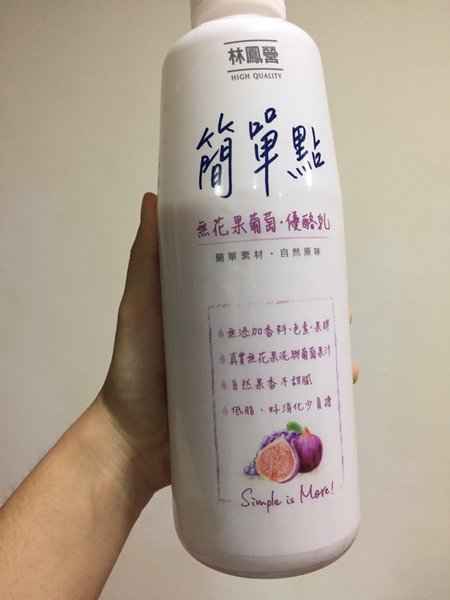 林鳳營
HIGH QUALITY
簡單點
無花果葡萄・優酪乳
簡單素材・自然原味
無添加香料、色素、果膠
真實無花果泥與葡萄果汁
自然果香不甜膩
低脂、好消化少負擔
Simple is More!